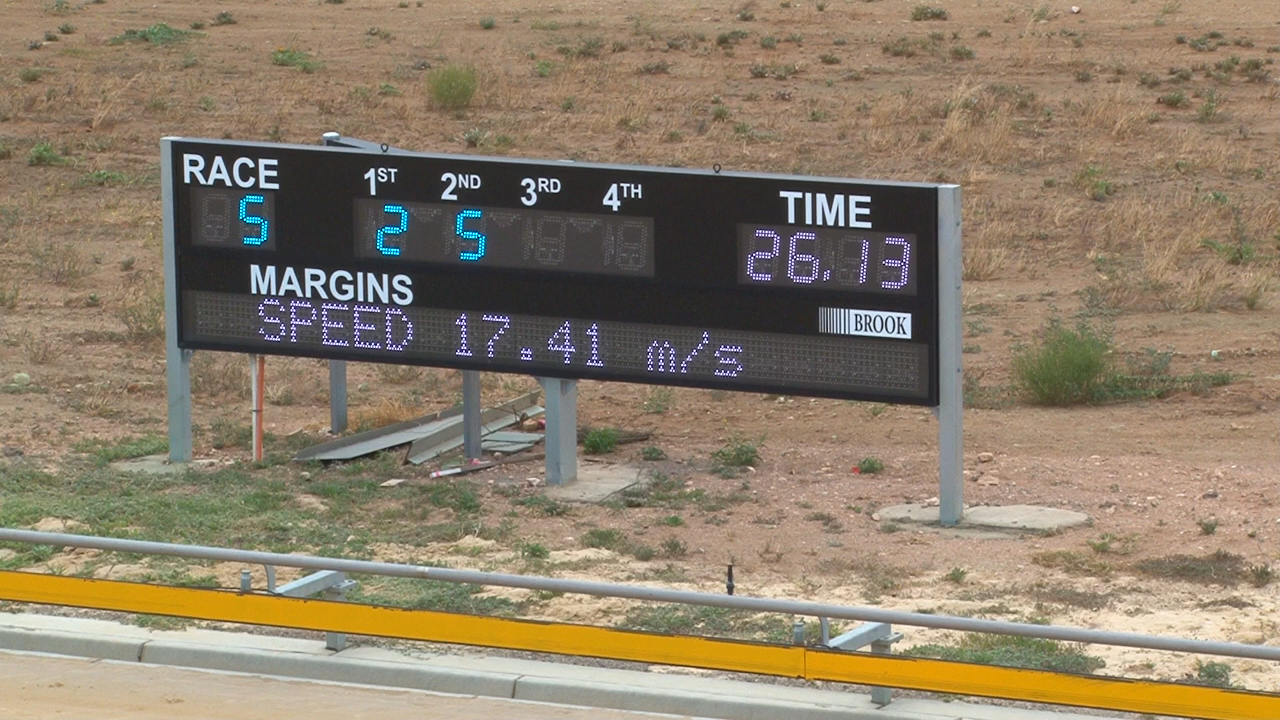 RACE 1ST 2ND 3RD 4TH TIME
5 2 5 26.13
MARGINS
BROOK
SPEED 17.41 m/s